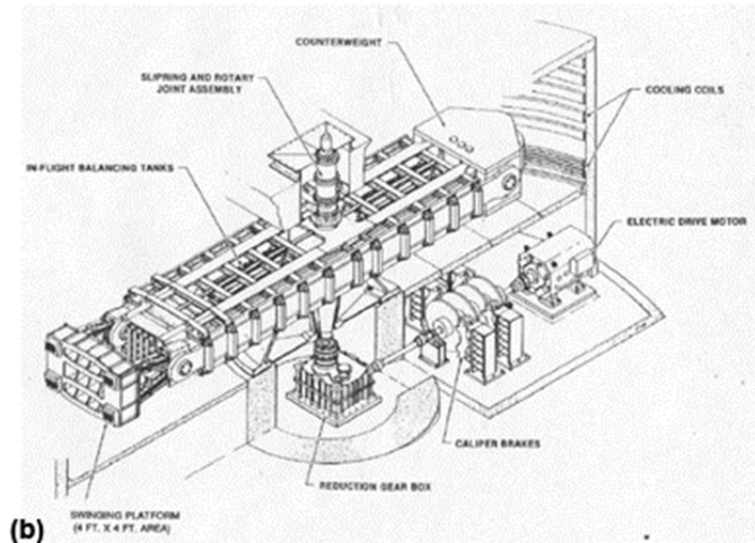 COUNTERWEIGHT
SLIPRING AND ROTARY
JOINT ASSEMBLY
COOLING COILS
IN-FLIGHT BALANCING TANKS
ELECTRIC DRIVE MOTOR
CALIPER BRAKES
REDUCTION GEAR BOX
SWINGING PLATFORM
(4 FT. X 4 FT. AREA)
(b)